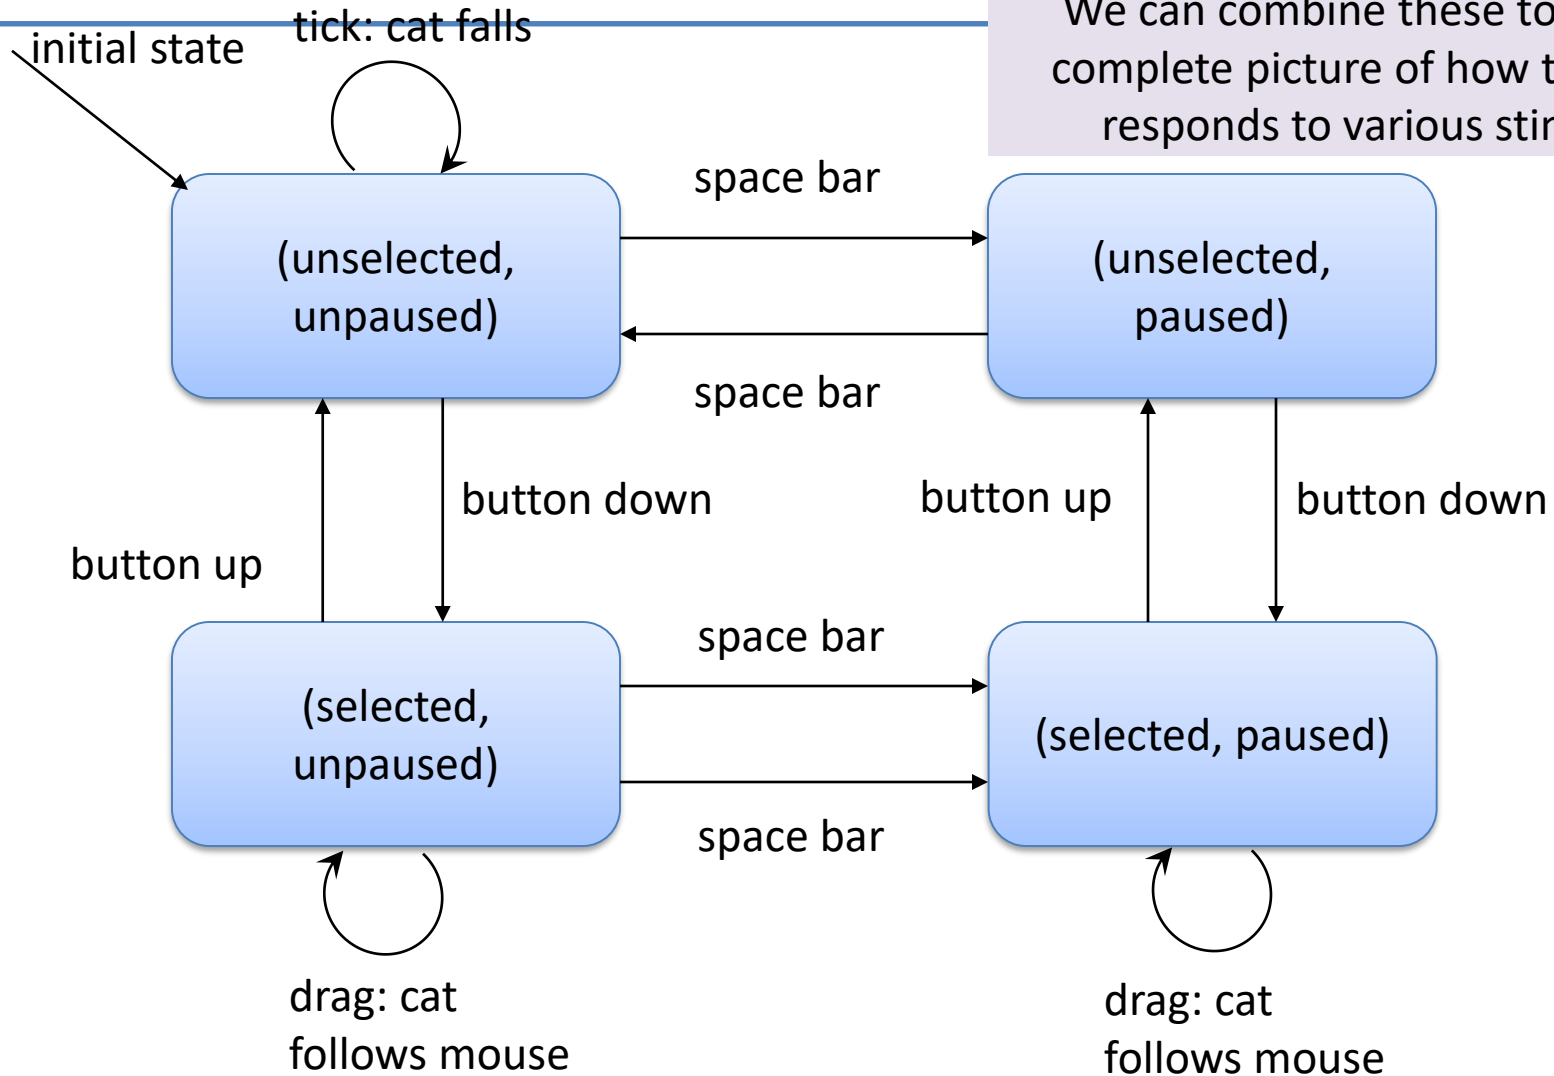 We can combine these to
complete picture of how
responds to various
initial state
tick: cat falls
space bar
(unselected,
unpaused)
(unselected,
paused)
space bar
button up
button down
button up
button down
space bar
(selected,
unpaused)
(selected, paused)
space bar
drag: cat
follows mouse
drag: cat
follows mouse